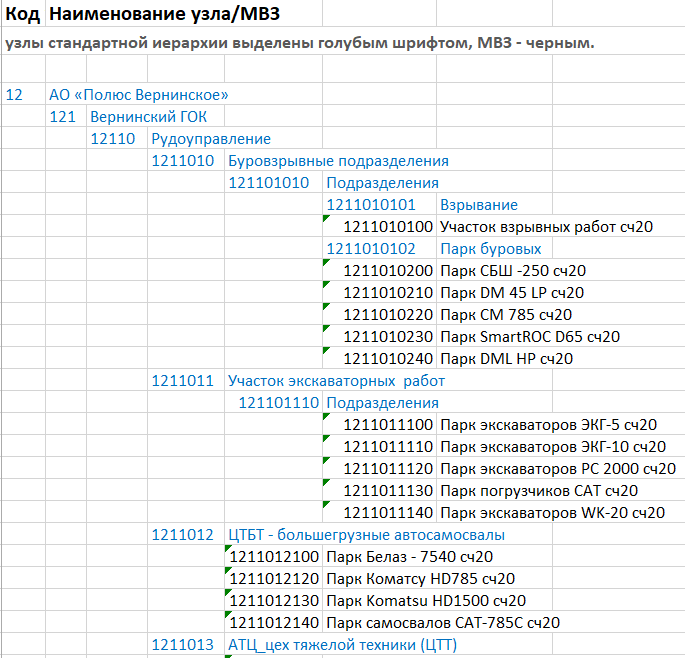 Код Наименование узла/МВЗ
узлы стандартной иерархии выделены голубым шрифтом, МВЗ - черным.
12 АО «Полюс Вернинское»
121 Вернинский ГОК
12110 Рудоуправление
1211010 Буровзрывные подразделения
121101010 Подразделения
1211010101 Взрывание
1211010100 Участок взрывных работ сч20
1211010102 Парк буровых
1211010200 Парк СБШ -250 сч20
1211010210 Парк DM 45 LP сч20
1211010220 Парк СМ 785 сч20
1211010230 Парк SmartROC D65 сч20
1211010240 Парк DML HP сч20
1211011 Участок экскаваторных работ
121101110 Подразделения
1211011100 Парк экскаваторов ЭКГ-5 сч20
1211011110 Парк экскаваторов ЭКГ-10 сч20
1211011120 Парк экскаваторов РС 2000 сч20
1211011130 Парк погрузчиков САТ сч20
1211011140 Парк экскаваторов WK-20 сч20
1211012 ЦТБТ - большегрузные автосамосвалы
1211012100 Парк Белаз - 7540 сч20
1211012120 Парк Коматсу HD785 сч20
1211012130 Парк Komatsu HD1500 сч20
1211012140 Парк самосвалов САТ-785С сч20
1211013 АТЦ_цех тяжелой техники (ЦТТ)